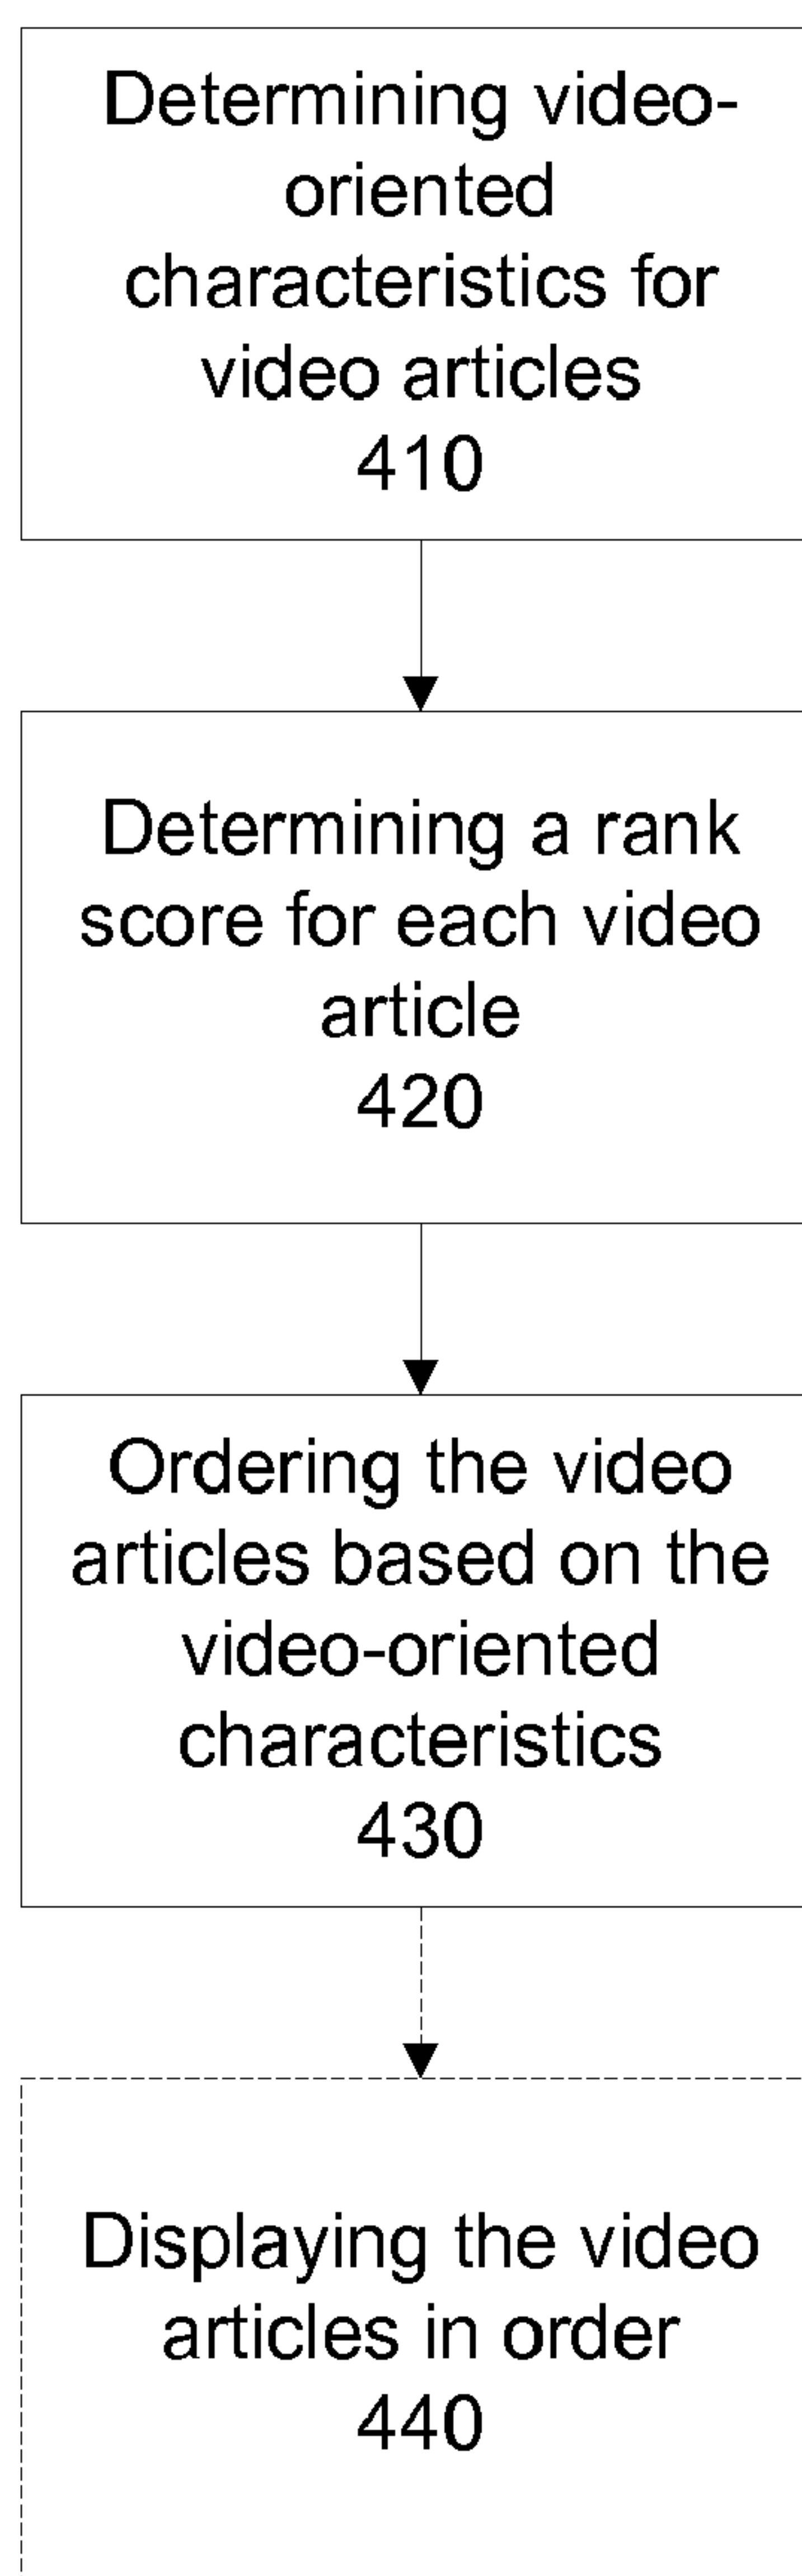 Determining video-
oriented
characteristics for
video articles
410
Determining a rank
score for each video
article
420
Ordering the video
articles based on the
video-oriented
characteristics
430
Displaying the video
articles in order
440